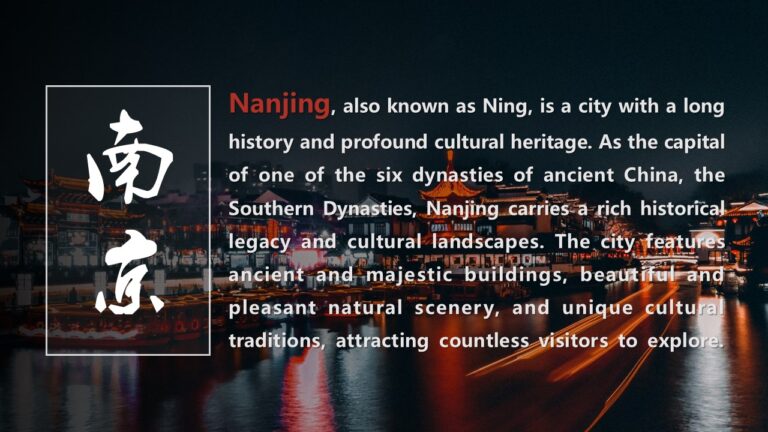 南
京
Nanjing, also known as Ning, is a city with a long
history and profound cultural heritage. As the capital
of one of the six dynasties of ancient China, the
Southern Dynasties, Nanjing carries a rich historical
legacy and cultural landscapes. The city features
ancient and majestic buildings, beautiful and
pleasant natural scenery, and unique cultural
traditions, attracting countless visitors to explore.